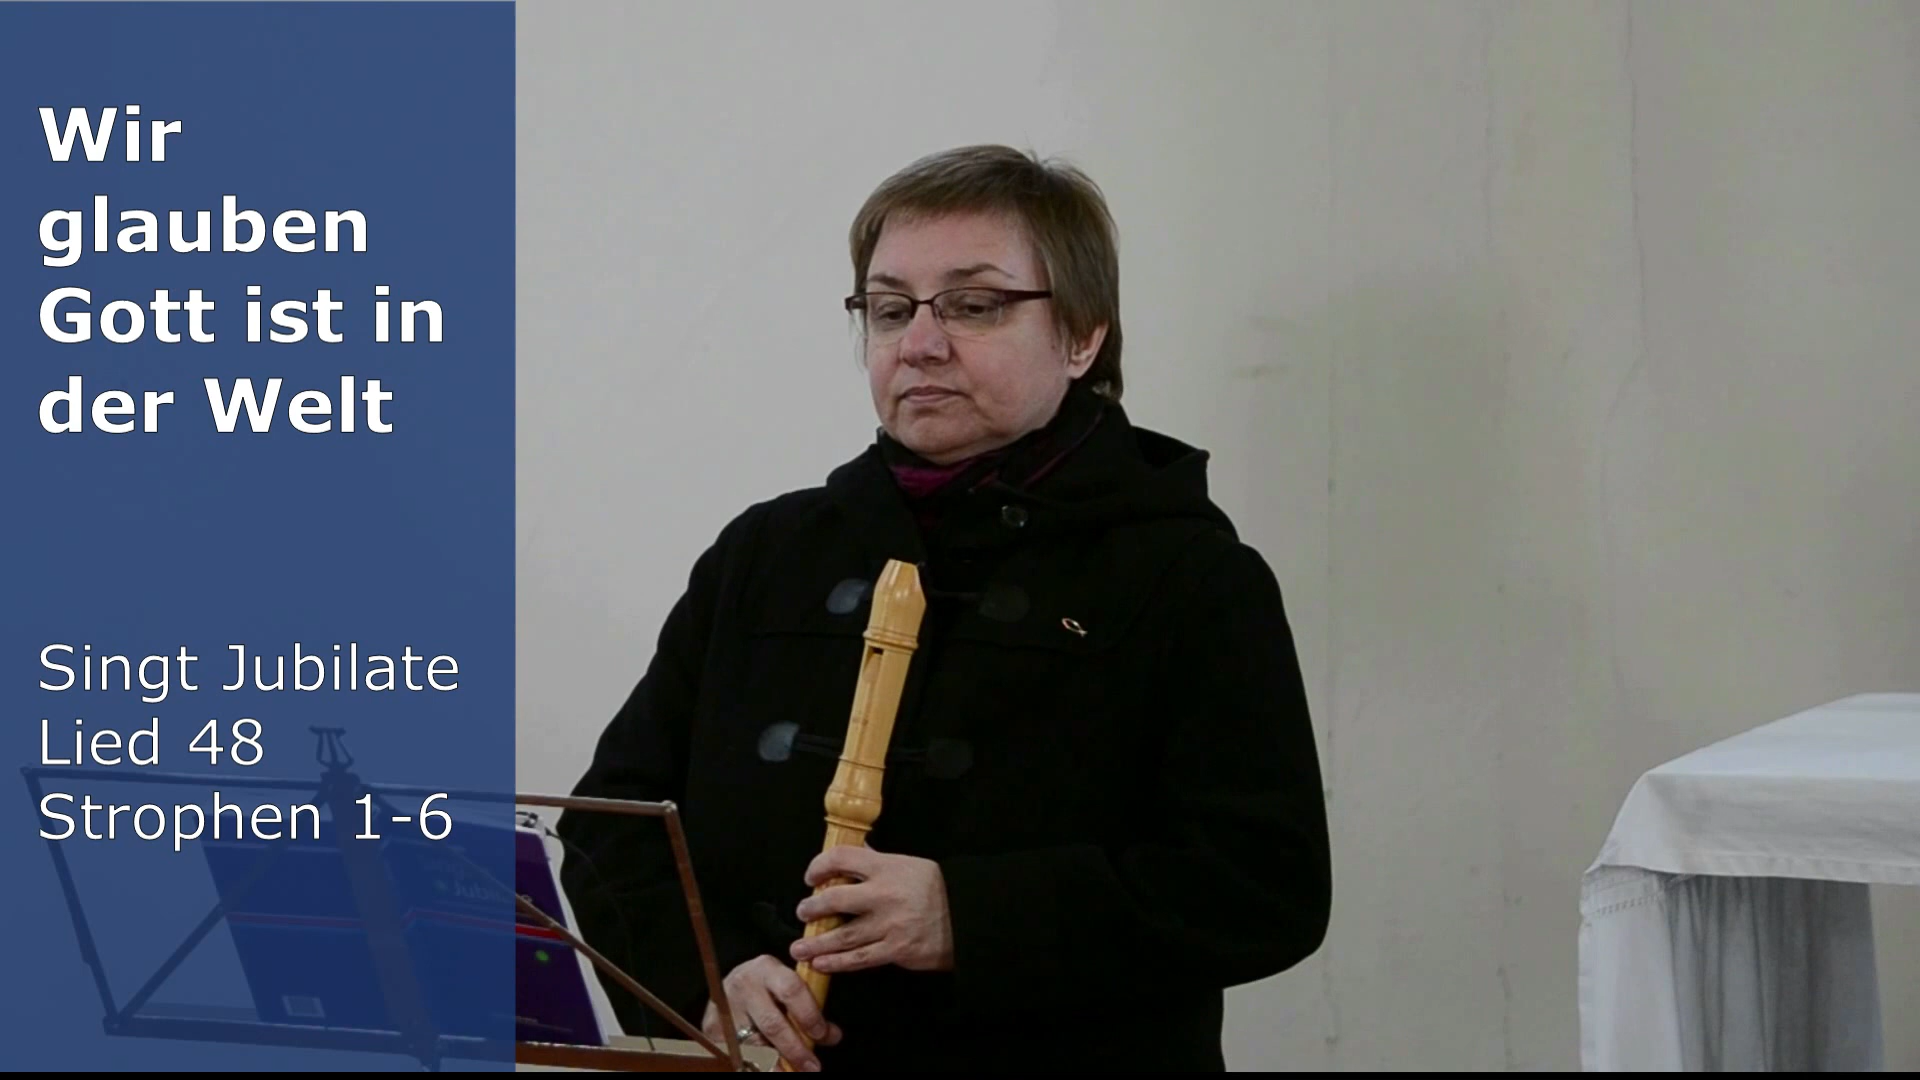 Wir
glauben
Gott ist in
der Welt
Singt Jubilate
Lied 48
Strophen 1-6